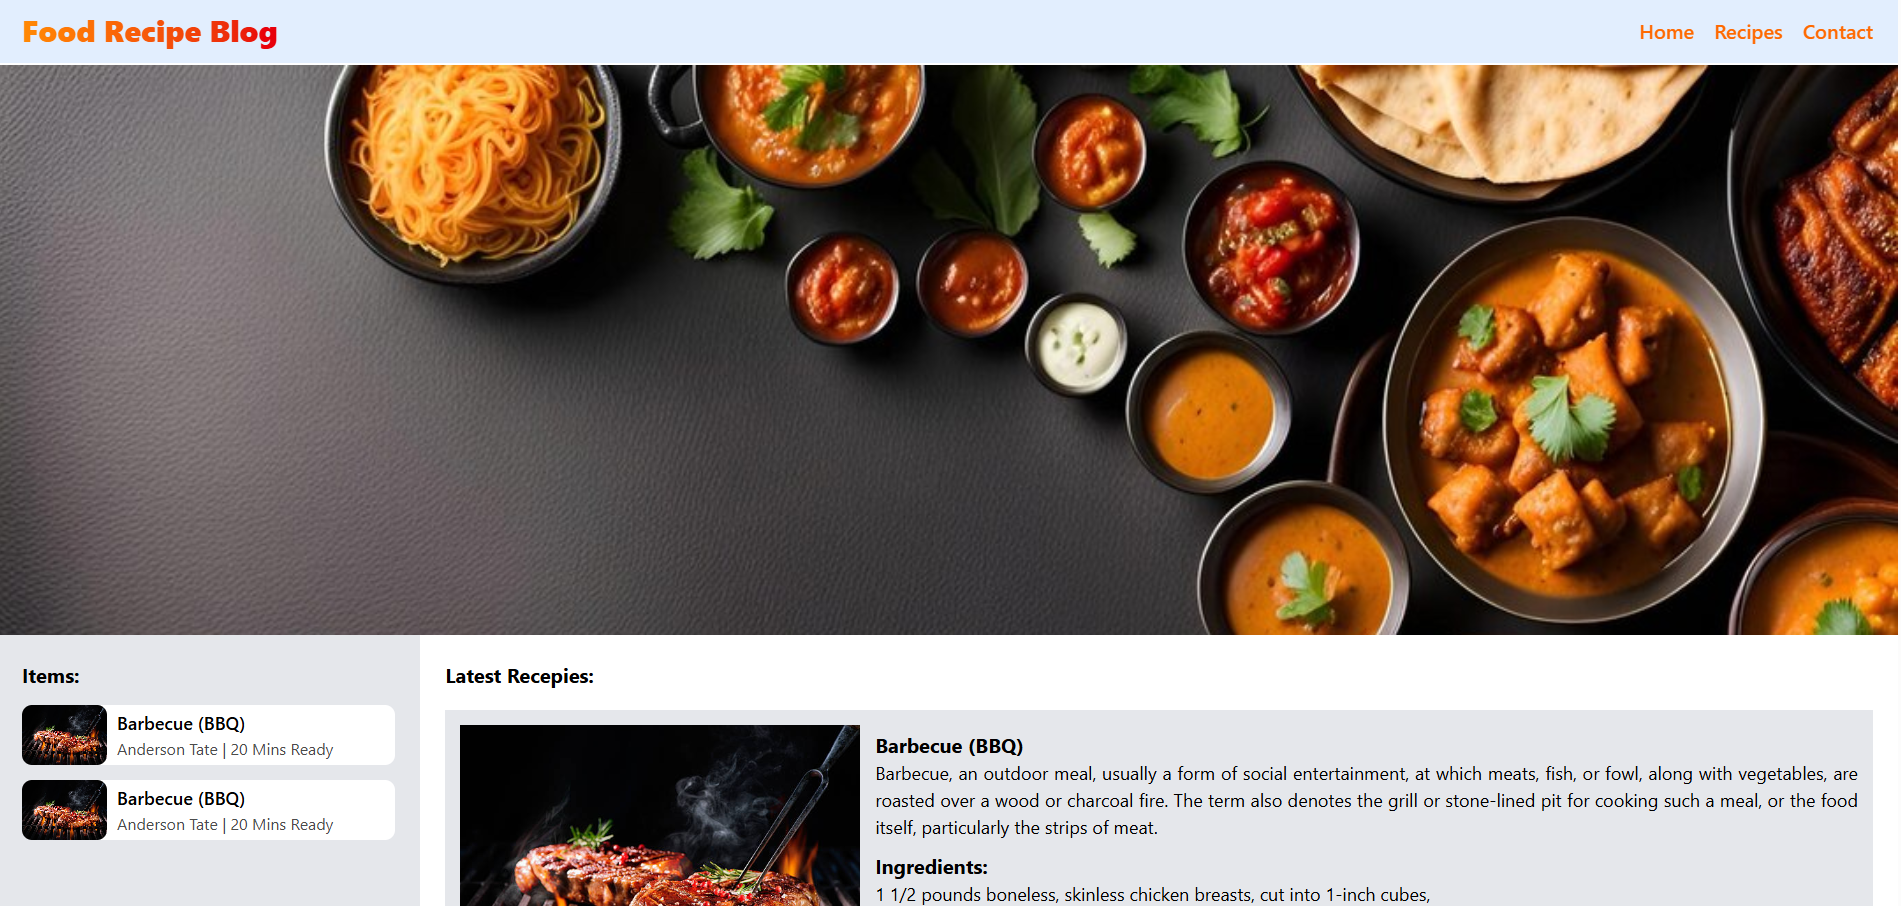 Food Recipe Blog
Home Recipes Contact
Items:
Barbecue (BBQ)
Anderson Tate | 20 Mins Ready
Barbecue (BBQ)
Anderson Tate | 20 Mins Ready
Latest Recepies:
Barbecue (BBQ)
Barbecue, an outdoor meal, usually a form of social entertainment, at which meats, fish, or fowl, along with vegetables, are
roasted over a wood or charcoal fire. The term also denotes the grill or stone-lined pit for cooking such a meal, or the food
itself, particularly the strips of meat.
Ingredients:
1 1/2 pounds boneless, skinless chicken breasts, cut into 1-inch cubes,